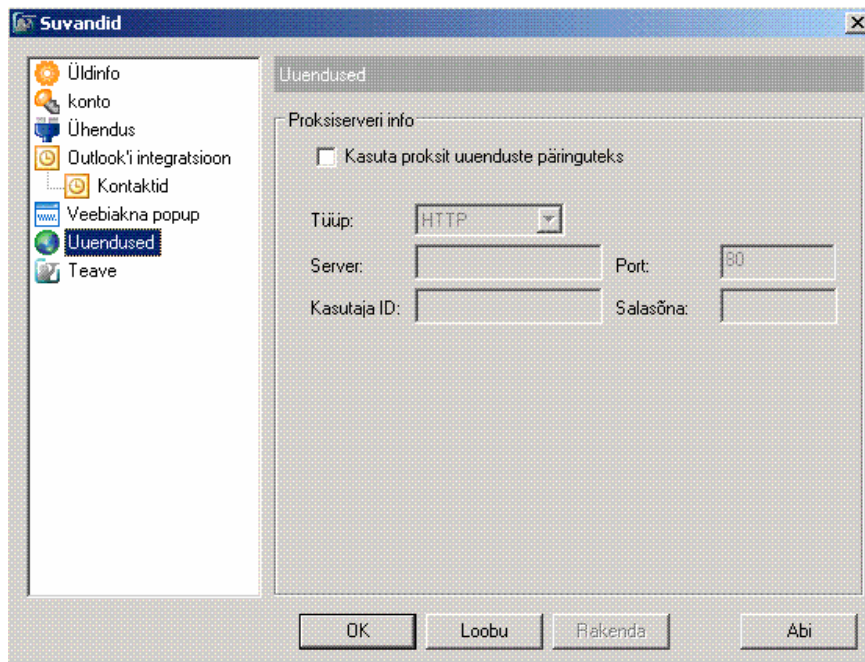 Suvandid
Üldinfo
konto
Ühendus
Outlook'i integratsioon
Kontaktid
www.
Veebiakna popup
Uuendused
Teave
Uuendused
Proksiserveri info
Kasuta proksit uuenduste päringuteks
Tüüp:
HTTP
Server:
Port:
80
Kasutaja ID:
Salasõna:
OK
Loobu
Rakenda
Abi